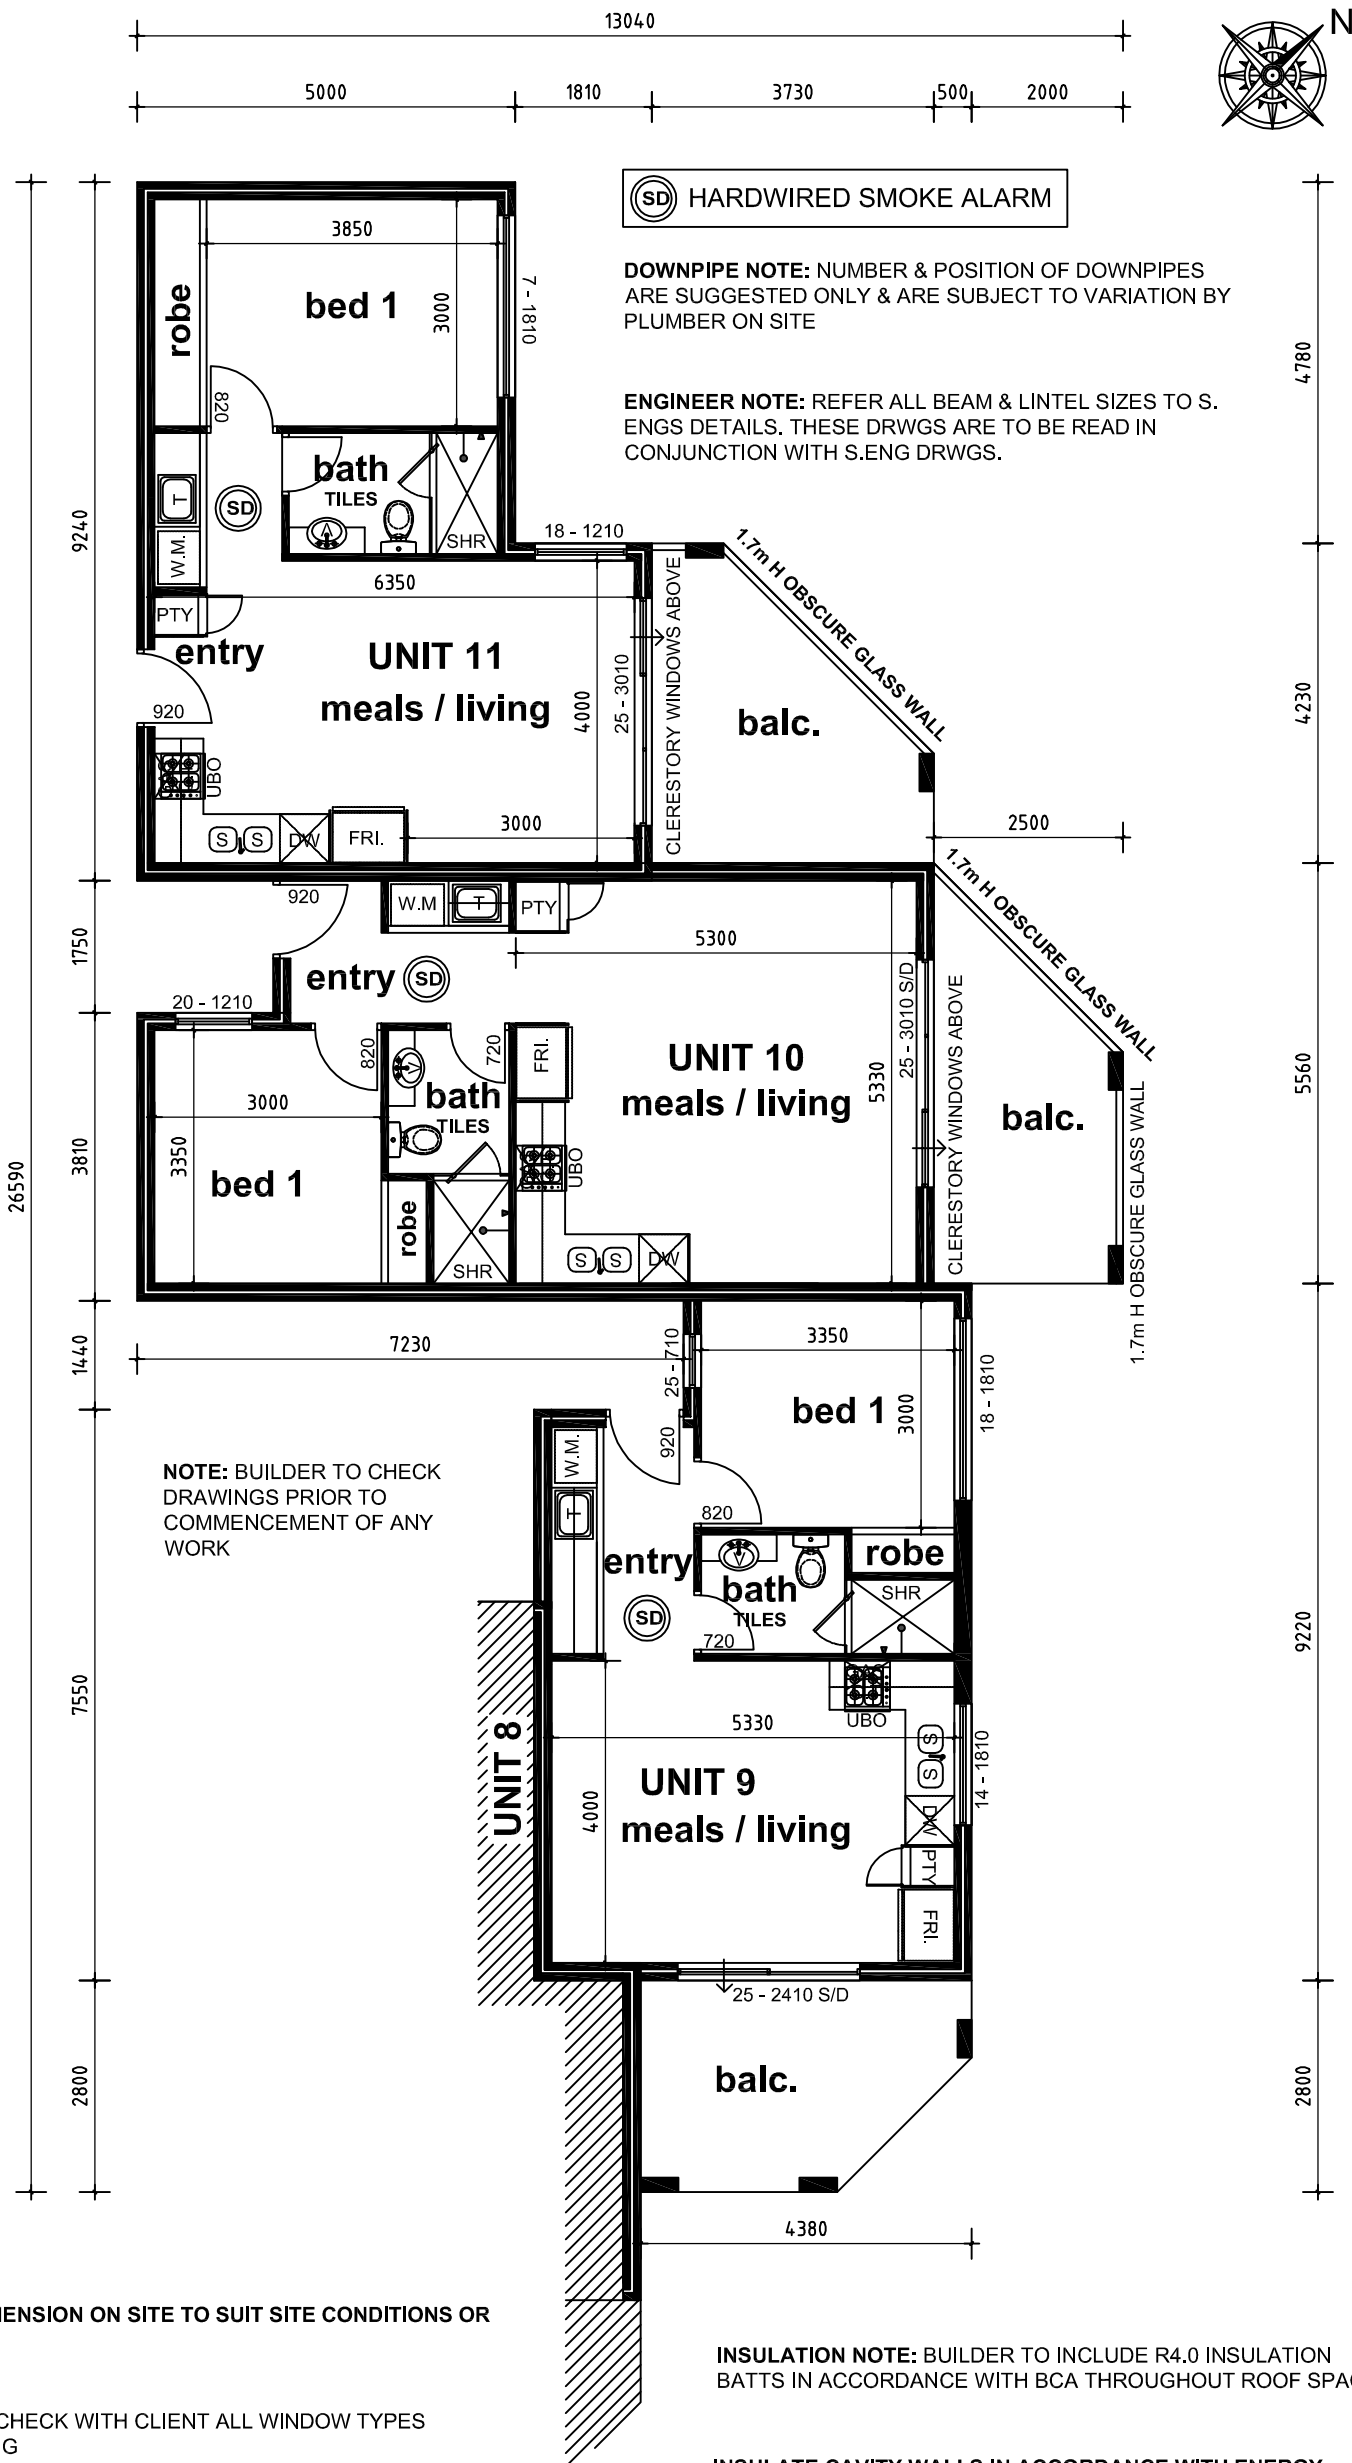 13040
N
5000
1810
3730
500
2000
SD HARDWIRED SMOKE ALARM
DOWNPIPE NOTE: NUMBER & POSITION OF DOWNPIPES
ARE SUGGESTED ONLY & ARE SUBJECT TO VARIATION BY
PLUMBER ON SITE
ENGINEER NOTE: REFER ALL BEAM & LINTEL SIZES TO S.
ENGS DETAILS. THESE DRWGS ARE TO BE READ IN
CONJUNCTION WITH S.ENG DRWGS.
3850
robe
bed 1
3000
7 - 1810
4780
820
bath
TILES
T
SD
W.M.
SHR
9240
18 - 1210
1.7m H OBSCURE GLASS WALL
6350
PTY
entry
UNIT 11
meals / living
920
4000
25 - 3010
CLERESTORY WINDOWS ABOVE
balc.
4230
UBO
S S
DW
FRI.
3000
2500
1.7m H OBSCURE GLASS WALL
920
W.M
T
PTY
1750
5300
entry
SD
20 - 1210
820
720
FRI.
UNIT 10
meals / living
5330
25 - 3010 S/D
CLERESTORY WINDOWS ABOVE
balc.
1.7m H OBSCURE GLASS WALL
5560
3000
bath
TILES
V
3810
3350
bed 1
UBO
robe
SHR
S S
DW
26590
7230
1440
25 - 710
3350
bed 1
3000
18 - 1810
920
W.M.
T
NOTE: BUILDER TO CHECK
DRAWINGS PRIOR TO
COMMENCEMENT OF ANY
WORK
820
entry
V
robe
bath
TILES
SHR
SD
720
9220
7550
UNIT 8
5330
UBO
S
S
14 - 1810
UNIT 9
meals / living
4000
DW
PTY
FRI.
25 - 2410 S/D
balc.
2800
2800
4380
MENSION ON SITE TO SUIT SITE CONDITIONS OR
INSULATION NOTE: BUILDER TO INCLUDE R4.0 INSULATION
BATTS IN ACCORDANCE WITH BCA THROUGHOUT ROOF SPA
CHECK WITH CLIENT ALL WINDOW TYPES
G
INSULATE CAVITY WALLS IN ACCORDANCE WITH ENERGY